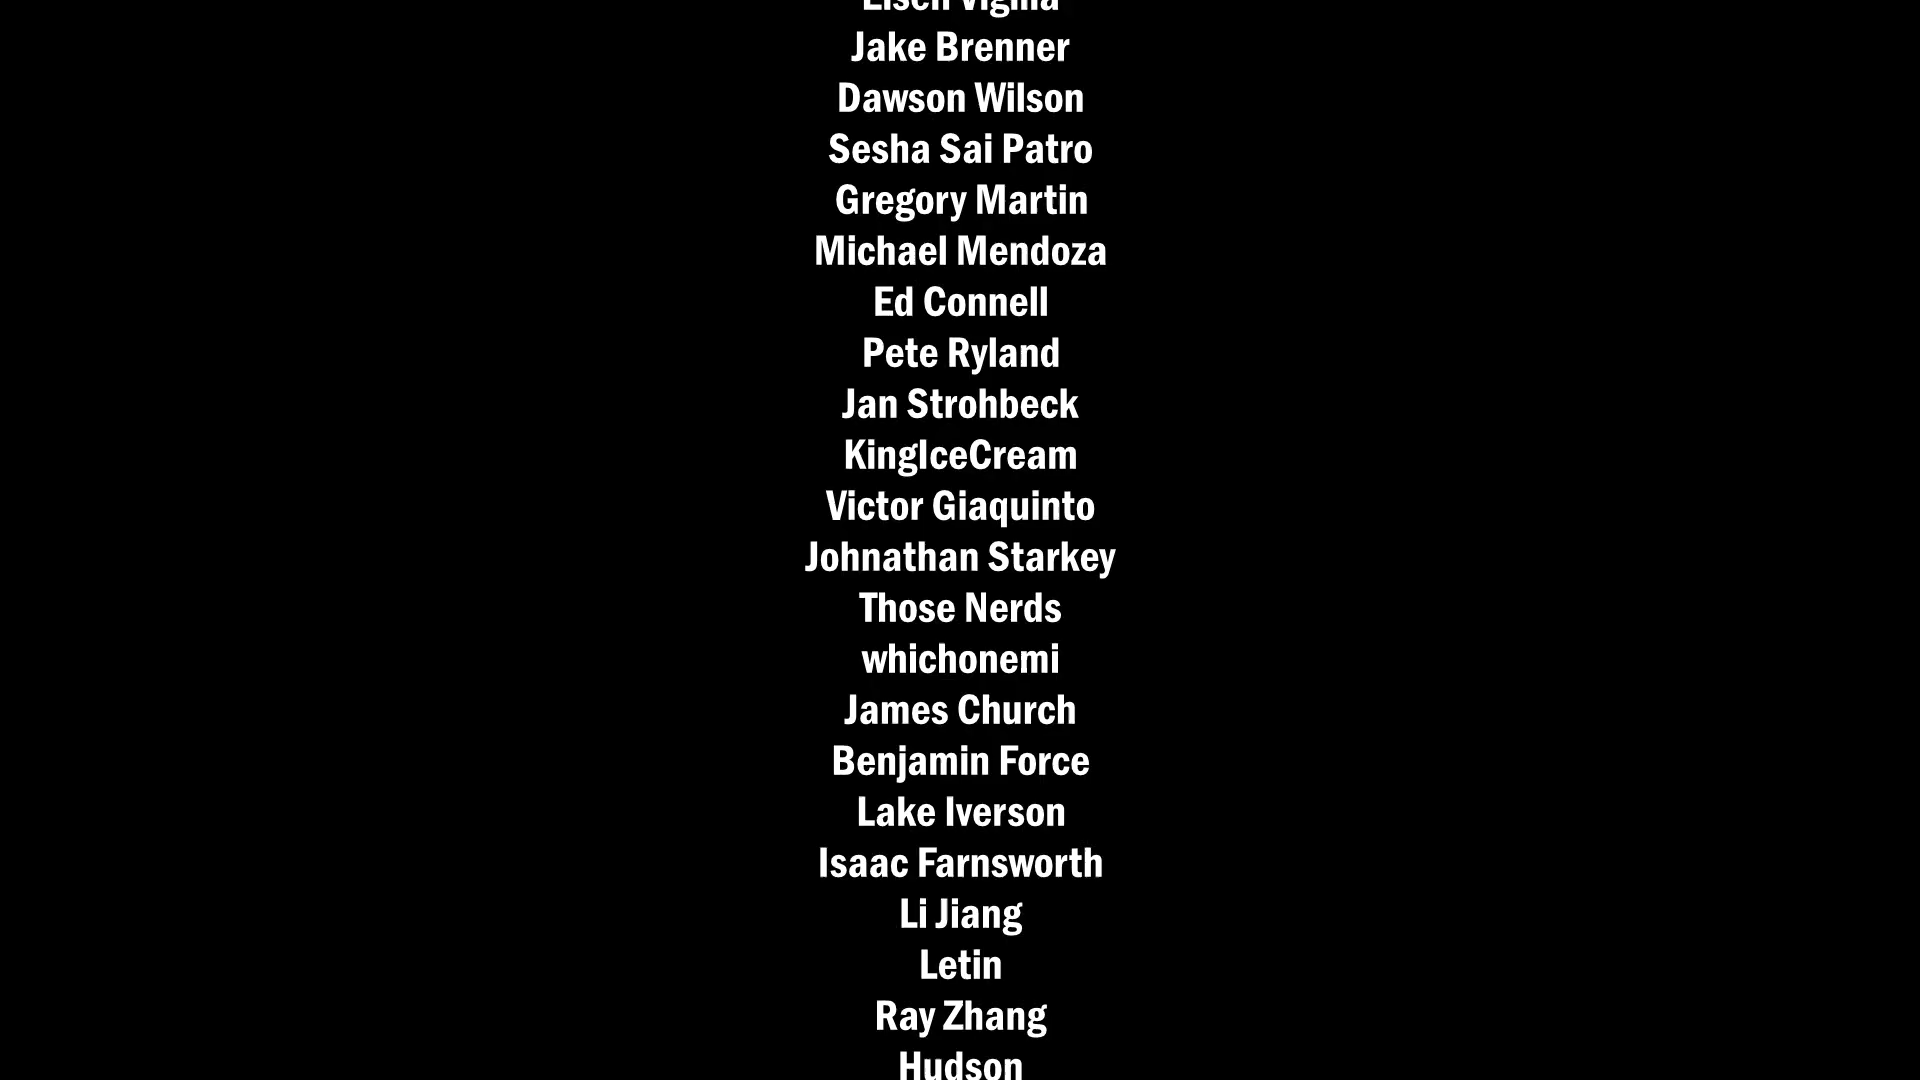 Jake Brenner
Dawson Wilson
Sesha Sai Patro
Gregory Martin
Michael Mendoza
Ed Connell
Pete Ryland
Jan Strohbeck
KingIceCream
Victor Giaquinto
Johnathan Starkey
Those Nerds
whichonemi
James Church
Benjamin Force
Lake Iverson
Isaac Farnsworth
Li Jiang
Letin
Ray Zhang
Hudson